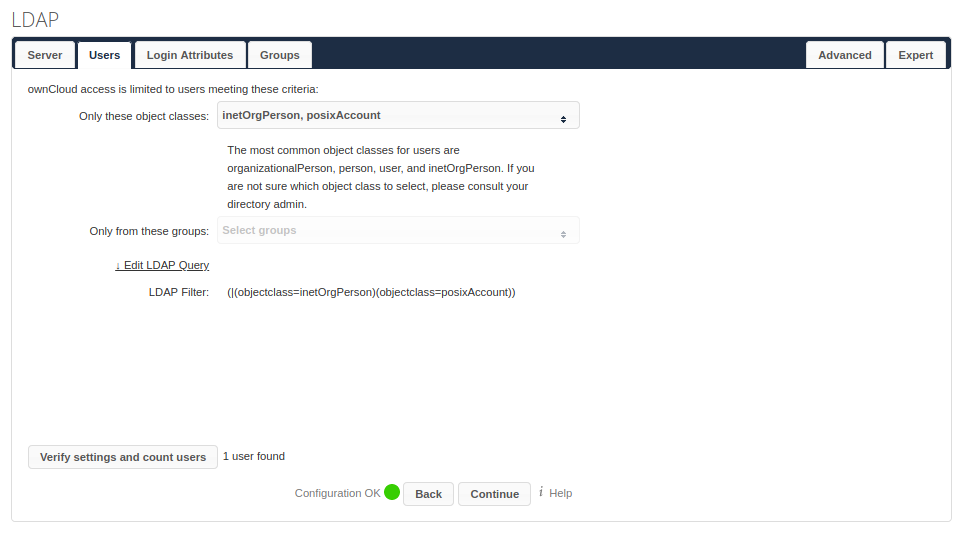 LDAP
Server Users Login Attributes Groups Advanced Expert
ownCloud access is limited to users meeting these criteria:
Only these object classes: inetOrgPerson, posixAccount
The most common object classes for users are
organizationalPerson, person, user, and inetOrgPerson. If you
are not sure which object class to select, please consult your
directory admin.
Only from these groups: Select groups
↓ Edit LDAP Query
LDAP Filter: (|(objectclass=inetOrgPerson)(objectclass=posixAccount))
Verify settings and count users 1 user found
Configuration OK Back Continue i Help